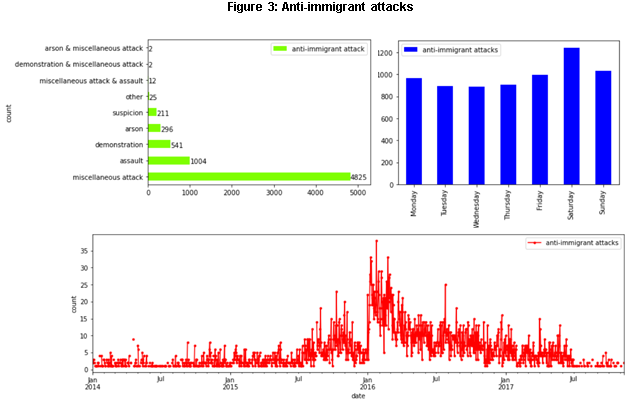 Figure 3: Anti-immigrant attacks
count
arson & miscellaneous attack
demonstration & miscellaneous attack
miscellaneous attack & assault
other
suspicion
arson
demonstration
assault
miscellaneous attack
2
2
12
25
211
296
541
1004
4825
anti-immigrant attack
0 1000 2000 3000 4000 5000
anti-immigrant attacks
1200
1000
800
600
400
200
0
Monday
Tuesday
Wednesday
Thursday
Friday
Saturday
Sunday
anti-immigrant attacks
count
35
30
25
20
15
10
5
0
Jan Jul Jan Jul Jan Jul Jan Jul
2014 2015 2016 2017
date